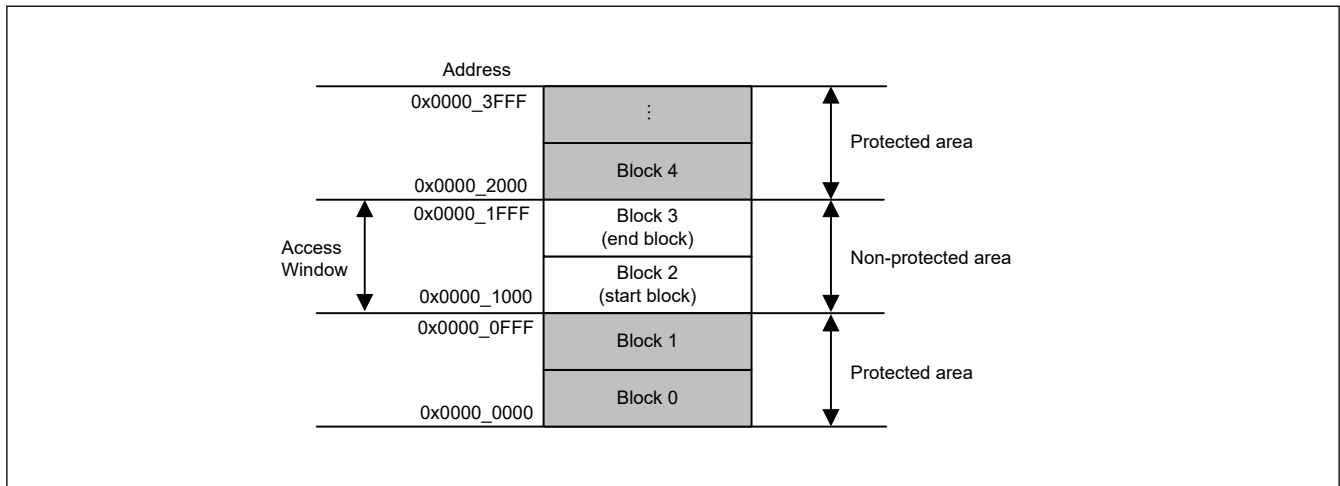 Address
0x0000_3FFF
⋮
Protected area
Block 4
0x0000_2000
0x0000_1FFF
Block 3
(end block)
Access
Window
Non-protected area
Block 2
(start block)
0x0000_1000
0x0000_0FFF
Block 1
Protected area
Block 0
0x0000_0000